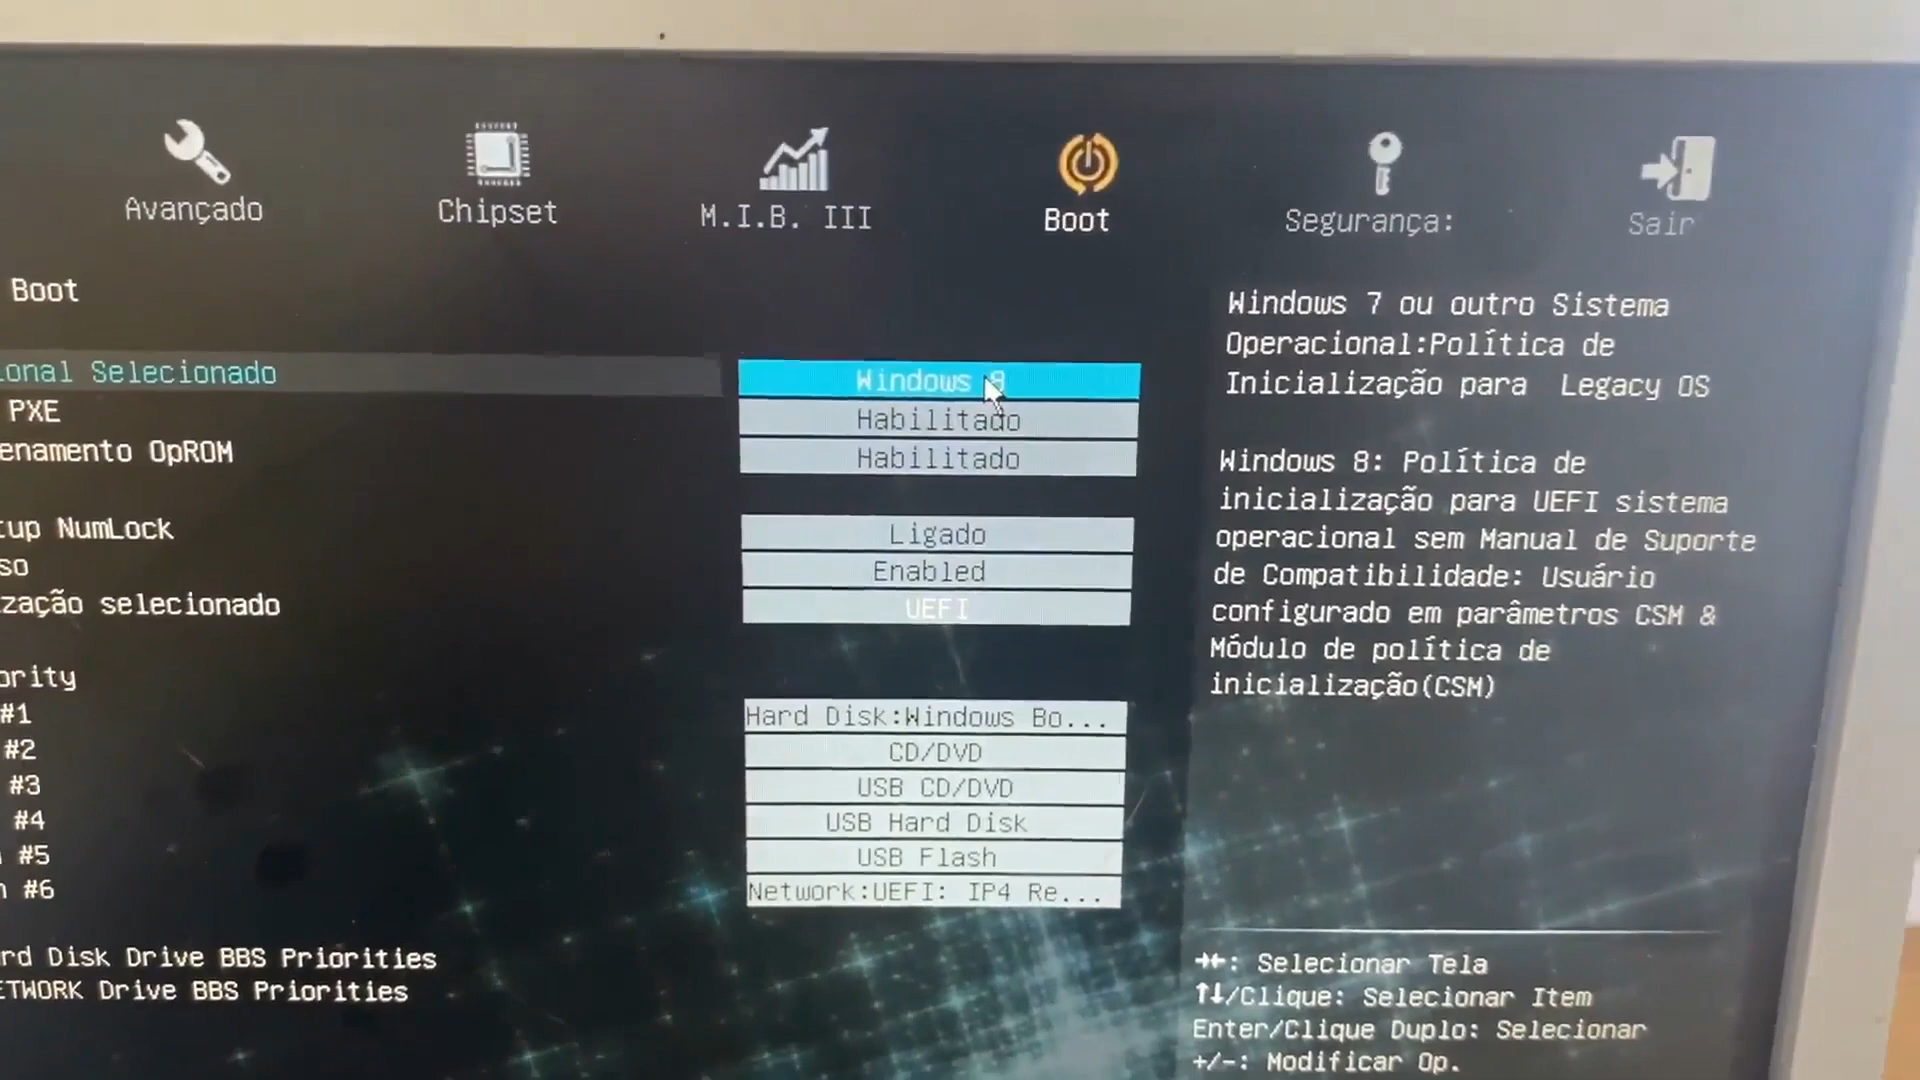 Avançado Chipset M.I.B. III Boot Segurança: Sair
Boot
ional Selecionado Windows 8
PXE Habilitado
enamento OpROM Habilitado
tup NumLock Ligado
so Enabled
zação selecionado UEFI
ority
#1 Hard Disk:Windows Bo...
#2 CD/DVD
#3 USB CD/DVD
#4 USB Hard Disk
#5 USB Flash
#6 Network:UEFI: IP4 Re...
rd Disk Drive BBS Priorities
ETWORK Drive BBS Priorities
Windows 7 ou outro Sistema
Operacional:Política de
Inicialização para Legacy OS
Windows 8: Política de
inicialização para UEFI sistema
operacional sem Manual de Suporte
de Compatibilidade: Usuário
configurado em parâmetros CSM &
Módulo de política de
inicialização(CSM)
→←: Selecionar Tela
↑↓/Clique: Selecionar Item
Enter/Clique Duplo: Selecionar
+/-: Modificar Op.